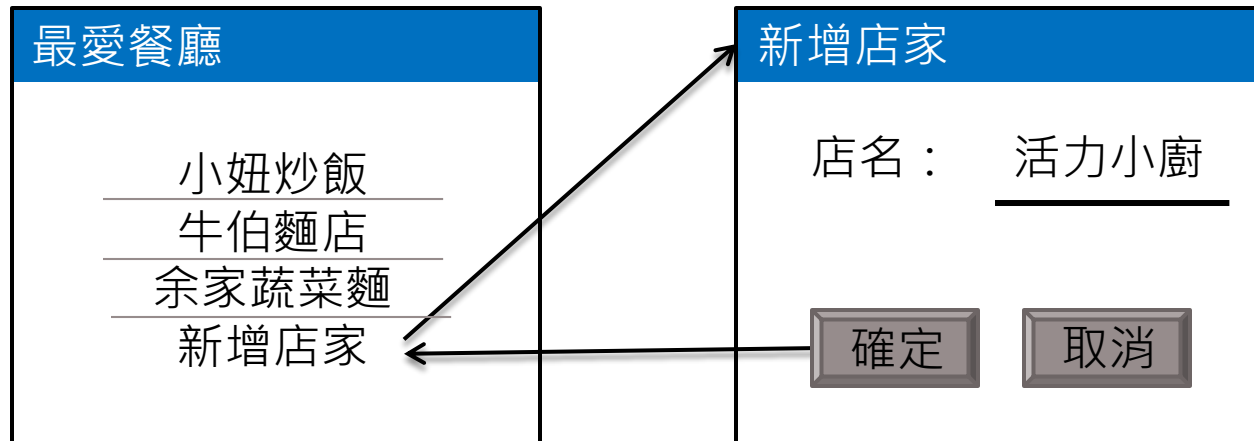 最愛餐廳
小妞炒飯
牛伯麵店
余家蔬菜麵
新增店家
新增店家
店名： 活力小廚
確定 取消